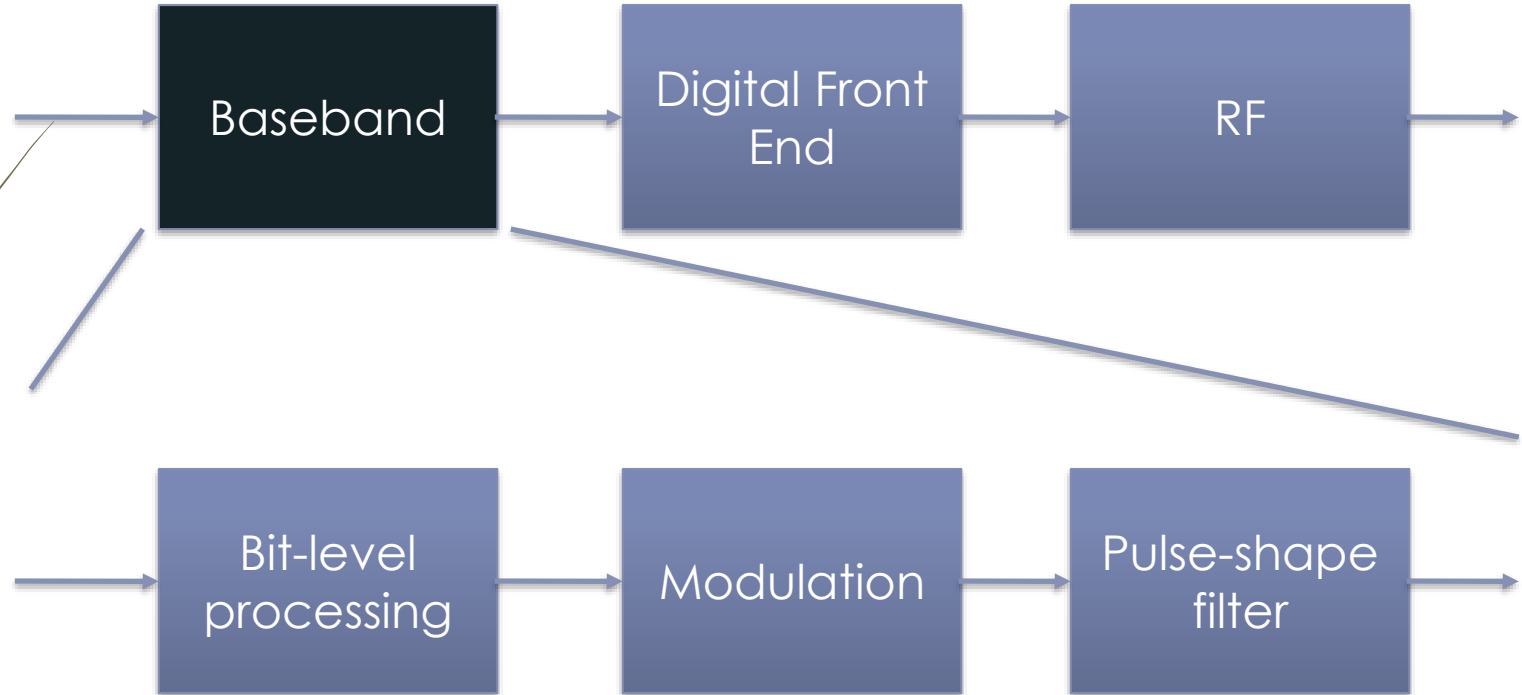 Baseband
Digital Front
End
RF
Bit-level
processing
Modulation
Pulse-shape
filter